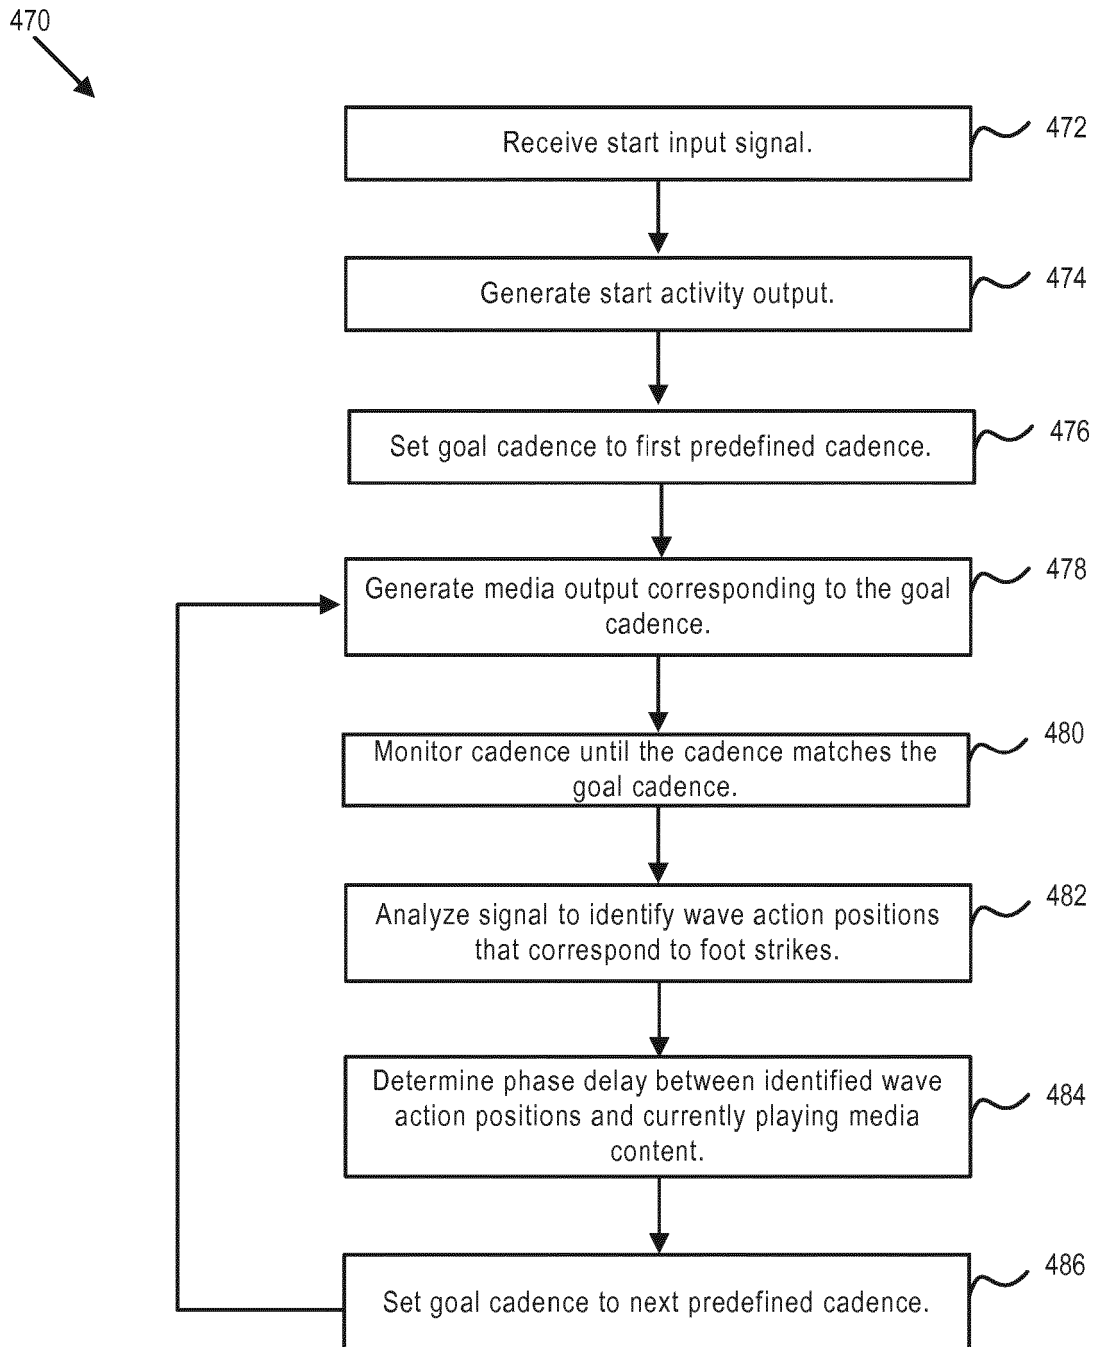 470
Receive start input signal.
472
Generate start activity output.
474
Set goal cadence to first predefined cadence.
476
Generate media output corresponding to the goal
cadence.
478
Monitor cadence until the cadence matches the
goal cadence.
480
Analyze signal to identify wave action positions
that correspond to foot strikes.
482
Determine phase delay between identified wave
action positions and currently playing media
content.
484
Set goal cadence to next predefined cadence.
486